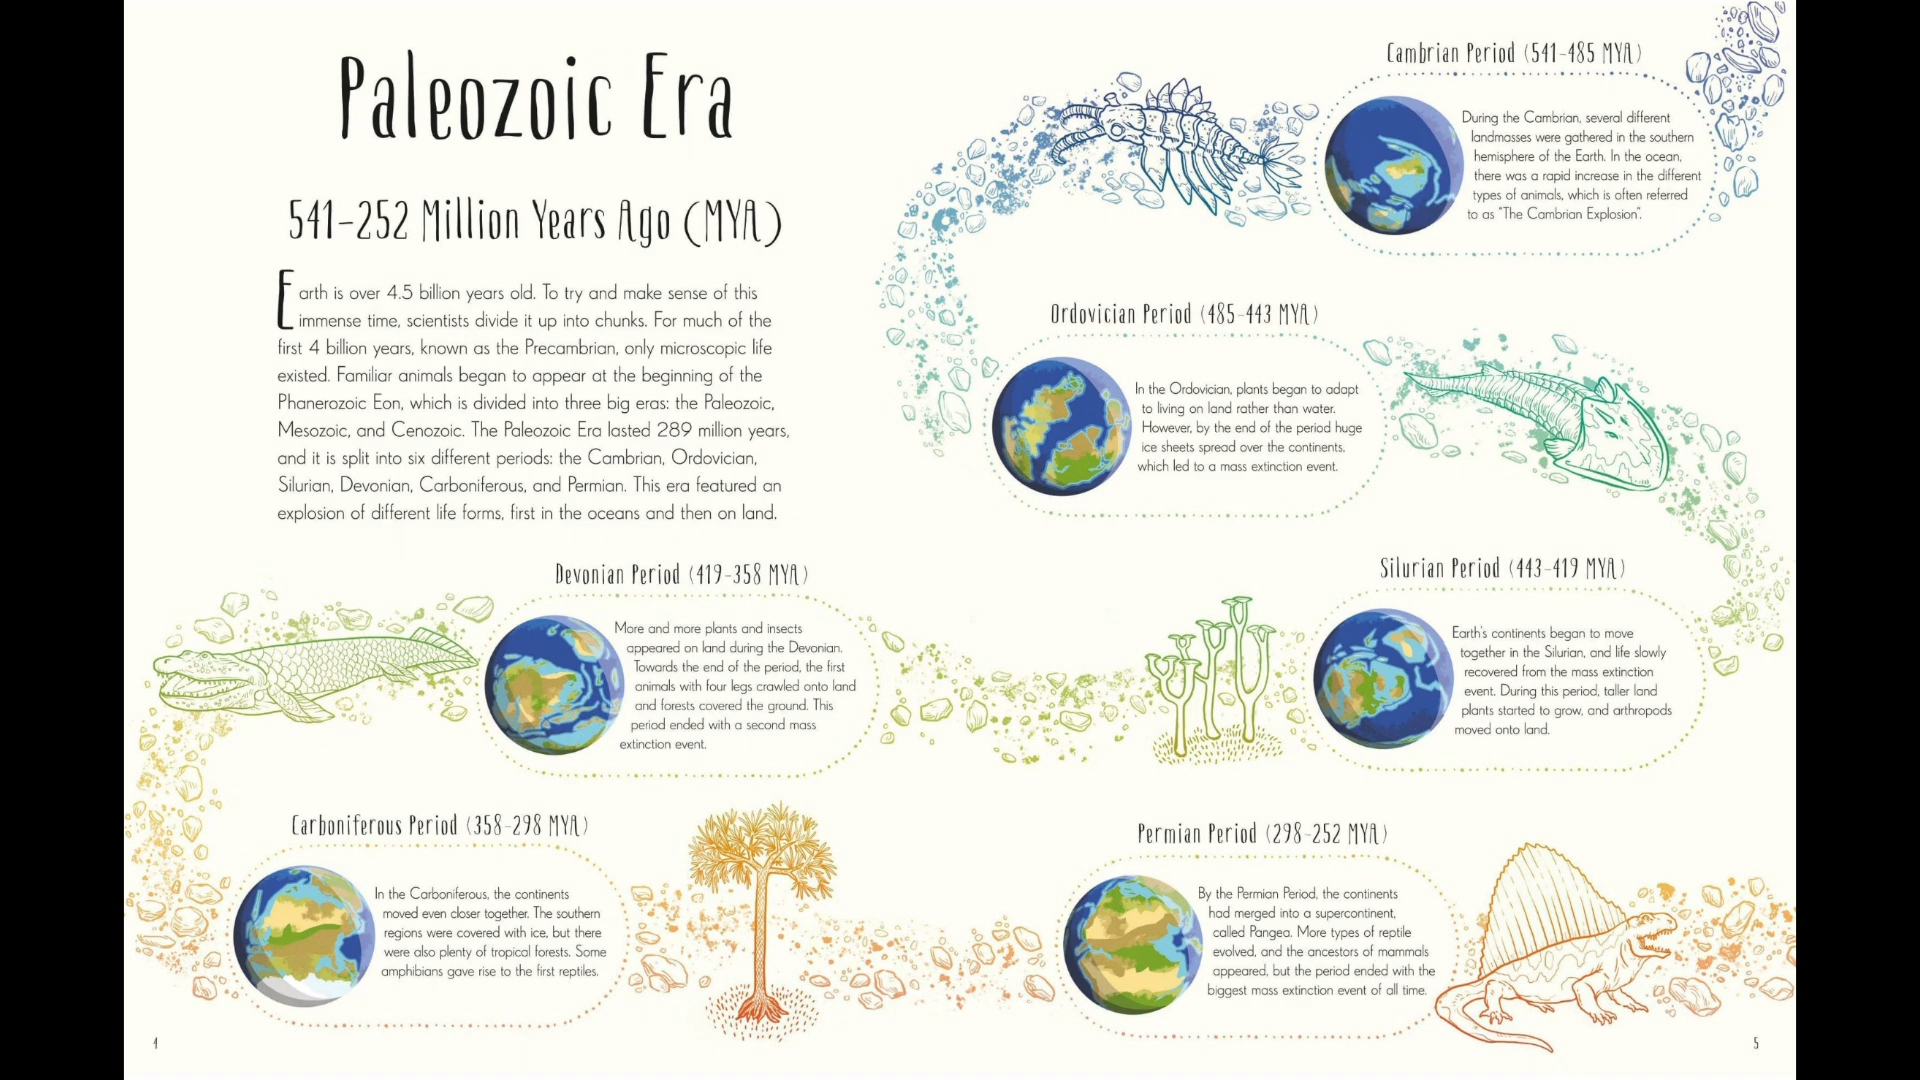 Paleozoic Era
541–252 Million Years Ago (MYA)
Earth is over 4.5 billion years old. To try and make sense of this
immense time, scientists divide it up into chunks. For much of the
first 4 billion years, known as the Precambrian, only microscopic life
existed. Familiar animals began to appear at the beginning of the
Phanerozoic Eon, which is divided into three big eras: the Paleozoic,
Mesozoic, and Cenozoic. The Paleozoic Era lasted 289 million years,
and it is split into six different periods: the Cambrian, Ordovician,
Silurian, Devonian, Carboniferous, and Permian. This era featured an
explosion of different life forms, first in the oceans and then on land.
Cambrian Period (541–485 MYA)
During the Cambrian, several different
landmasses were gathered in the southern
hemisphere of the Earth. In the ocean,
there was a rapid increase in the different
types of animals, which is often referred
to as "The Cambrian Explosion".
Ordovician Period (485–443 MYA)
In the Ordovician, plants began to adapt
to living on land rather than water.
However, by the end of the period huge
ice sheets spread over the continents,
which led to a mass extinction event.
Silurian Period (443–419 MYA)
Earth's continents began to move
together in the Silurian, and life slowly
recovered from the mass extinction
event. During this period, taller land
plants started to grow, and arthropods
moved onto land.
Devonian Period (419–358 MYA)
More and more plants and insects
appeared on land during the Devonian.
Towards the end of the period, the first
animals with four legs crawled onto land
and forests covered the ground. This
period ended with a second mass
extinction event.
Carboniferous Period (358–298 MYA)
In the Carboniferous, the continents
moved even closer together. The southern
regions were covered with ice, but there
were also plenty of tropical forests. Some
amphibians gave rise to the first reptiles.
Permian Period (298–252 MYA)
By the Permian Period, the continents
had merged into a supercontinent,
called Pangea. More types of reptile
evolved, and the ancestors of mammals
appeared, but the period ended with the
biggest mass extinction event of all time.
4
5